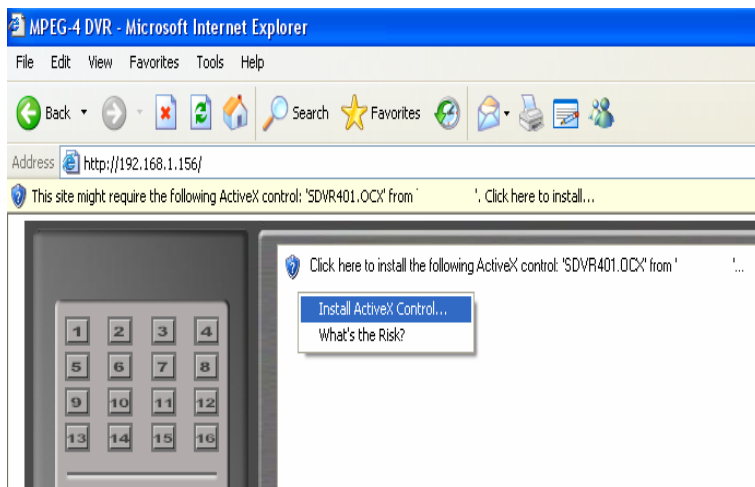 MPEG-4 DVR - Microsoft Internet Explorer
File Edit View Favorites Tools Help
Back Search Favorites
Address http://192.168.1.156/
This site might require the following ActiveX control: 'SDVR401.OCX' from ' '. Click here to install...
Click here to install the following ActiveX control: 'SDVR401.OCX' from ' '...
Install ActiveX Control...
What's the Risk?
1 2 3 4
5 6 7 8
9 10 11 12
13 14 15 16